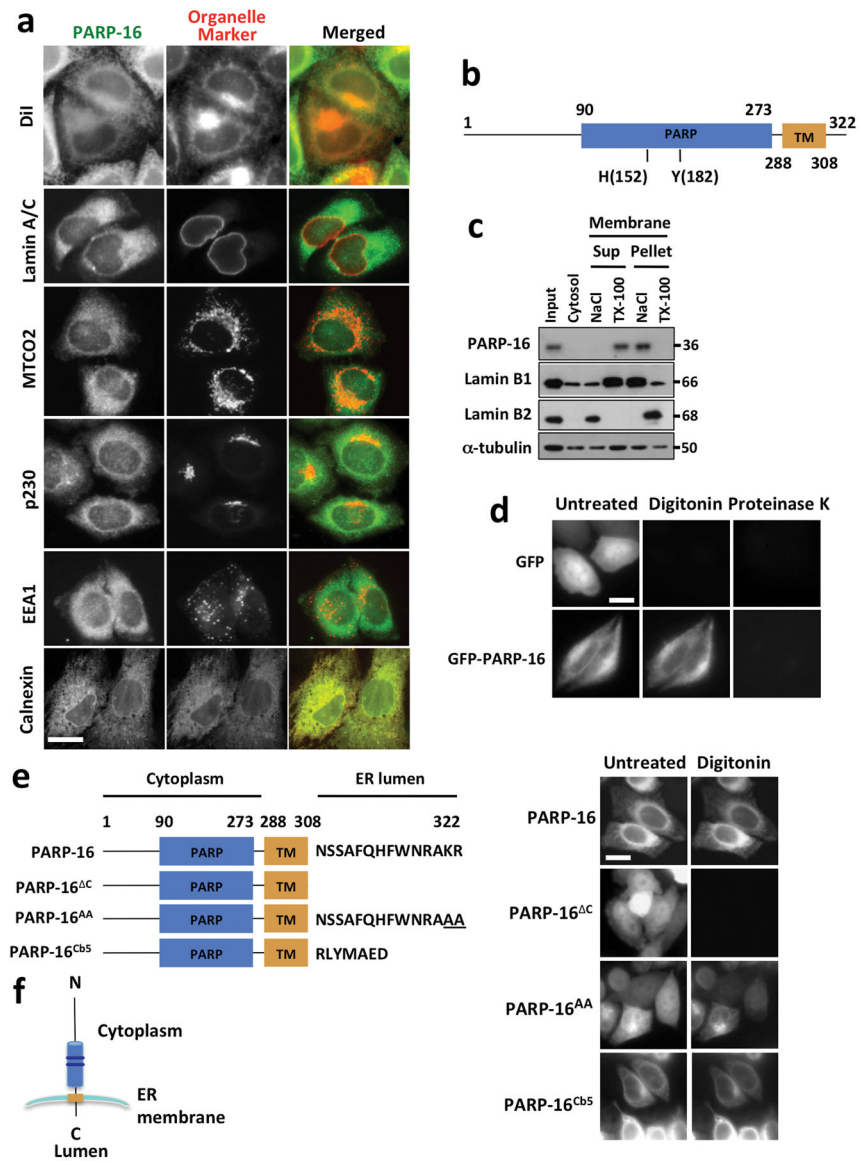 a
PARP-16
Organelle
Marker
Merged
DiI
Lamin A/C
MTCO2
p230
EEA1
Calnexin
b
1
90
273
322
PARP
TM
H(152)
Y(182)
288
308
c
Membrane
Sup Pellet
Input
Cytosol
NaCl
TX-100
NaCl
TX-100
PARP-16
36
Lamin B1
66
Lamin B2
68
α-tubulin
50
d
Untreated Digitonin Proteinase K
GFP
GFP-PARP-16
e
Cytoplasm
ER lumen
1 90 273 288 308 322
PARP-16 PARP TM NSSAFQHFWNRAKR
PARP-16ΔC PARP TM
PARP-16AA PARP TM NSSAFQHFWNRAAA
PARP-16Cb5 PARP TM RLYMAED
Untreated Digitonin
PARP-16
PARP-16ΔC
PARP-16AA
PARP-16Cb5
f
N
Cytoplasm
ER
membrane
C
Lumen